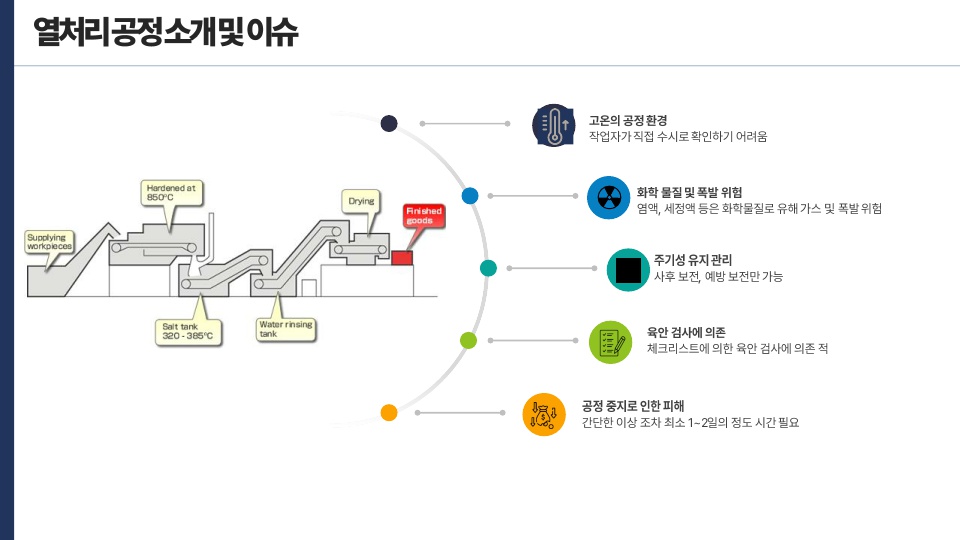 열처리 공정 소개 및 이슈
고온의 공정 환경
작업자가 직접 수시로 확인하기 어려움
화학 물질 및 폭발 위험
염액, 세정액 등은 화학물질로 유해 가스 및 폭발 위험
주기성 유지 관리
사후 보전, 예방 보전만 가능
육안 검사에 의존
체크리스트에 의한 육안 검사에 의존 적
공정 중지로 인한 피해
간단한 이상 조차 최소 1~2일의 정도 시간 필요
Supplying
workpieces
Hardened at
850°C
Salt tank
320 - 385°C
Water rinsing
tank
Drying
Finished
goods